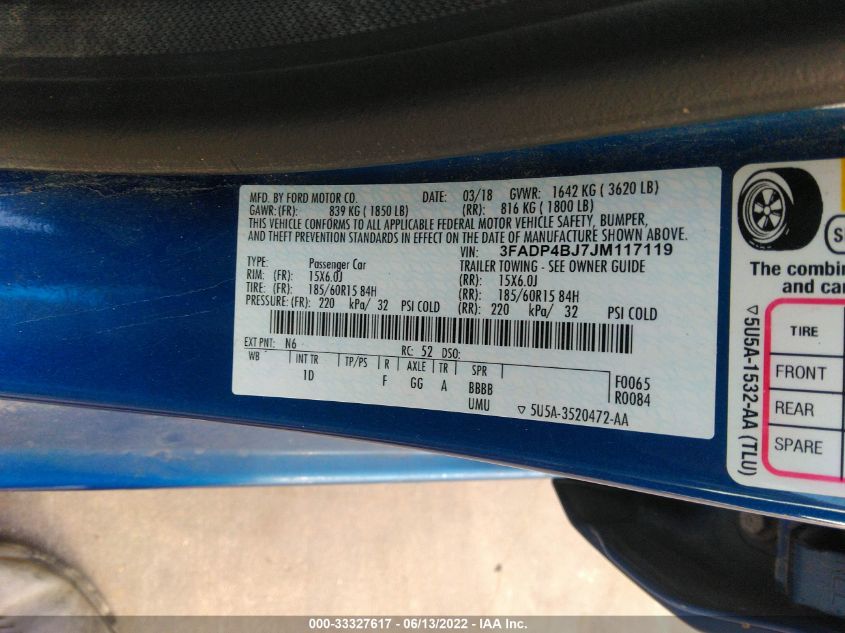 MFD. BY FORD MOTOR CO. DATE: 03/18 GVWR: 1642 KG ( 3620 LB)
GAWR: (FR): 839 KG ( 1850 LB) (RR): 816 KG ( 1800 LB)
THIS VEHICLE CONFORMS TO ALL APPLICABLE FEDERAL MOTOR VEHICLE SAFETY, BUMPER,
AND THEFT PREVENTION STANDARDS IN EFFECT ON THE DATE OF MANUFACTURE SHOWN ABOVE.
VIN: 3FADP4BJ7JM117119
TYPE: Passenger Car TRAILER TOWING - SEE OWNER GUIDE
RIM: (FR): 15X6.0J (RR): 15X6.0J
TIRE: (FR): 185/60R15 84H (RR): 185/60R15 84H
PRESSURE: (FR): 220 kPa/ 32 PSI COLD (RR): 220 kPa/ 32 PSI COLD
EXT PNT: N6 RC: 52 DSO:
WB INT TR TP/PS R AXLE TR SPR
1D F GG A BBBB F0065
UMU R0084
▽ 5U5A-3520472-AA
The combin
and car
TIRE
FRONT
REAR
SPARE
▽ 5U5A-1532-AA (TLU)
000-33327617 - 06/13/2022 - IAA Inc.